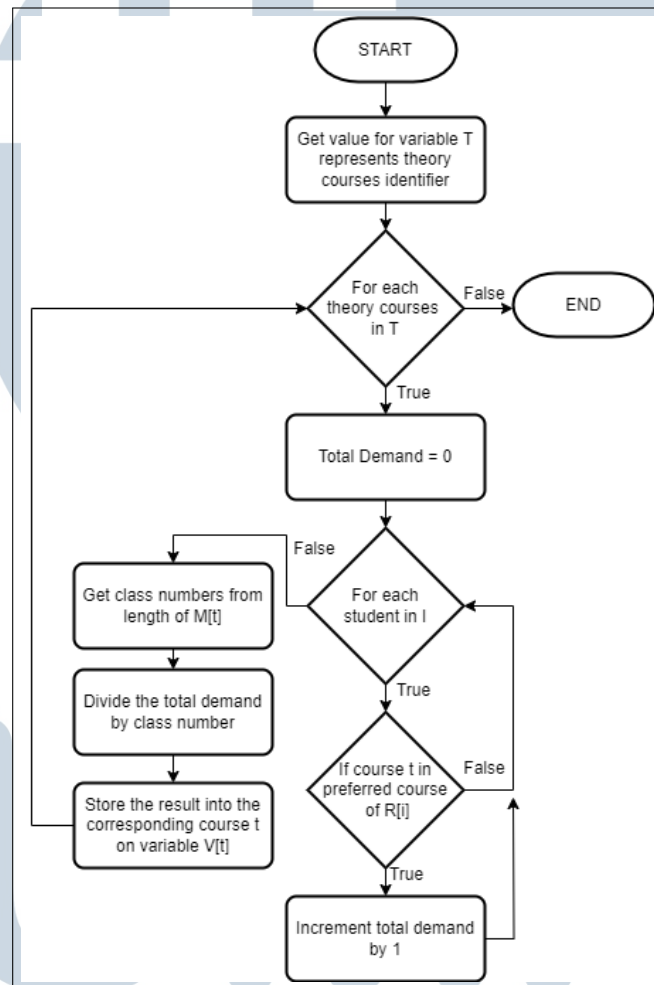 START
Get value for variable T
represents theory
courses identifier
For each
theory courses
in T
False
END
True
Total Demand = 0
False
For each
student in I
Get class numbers from
length of M[t]
True
Divide the total demand
by class number
If course t in
preferred course
of R[i]
False
Store the result into the
corresponding course t
on variable V[t]
True
Increment total demand
by 1